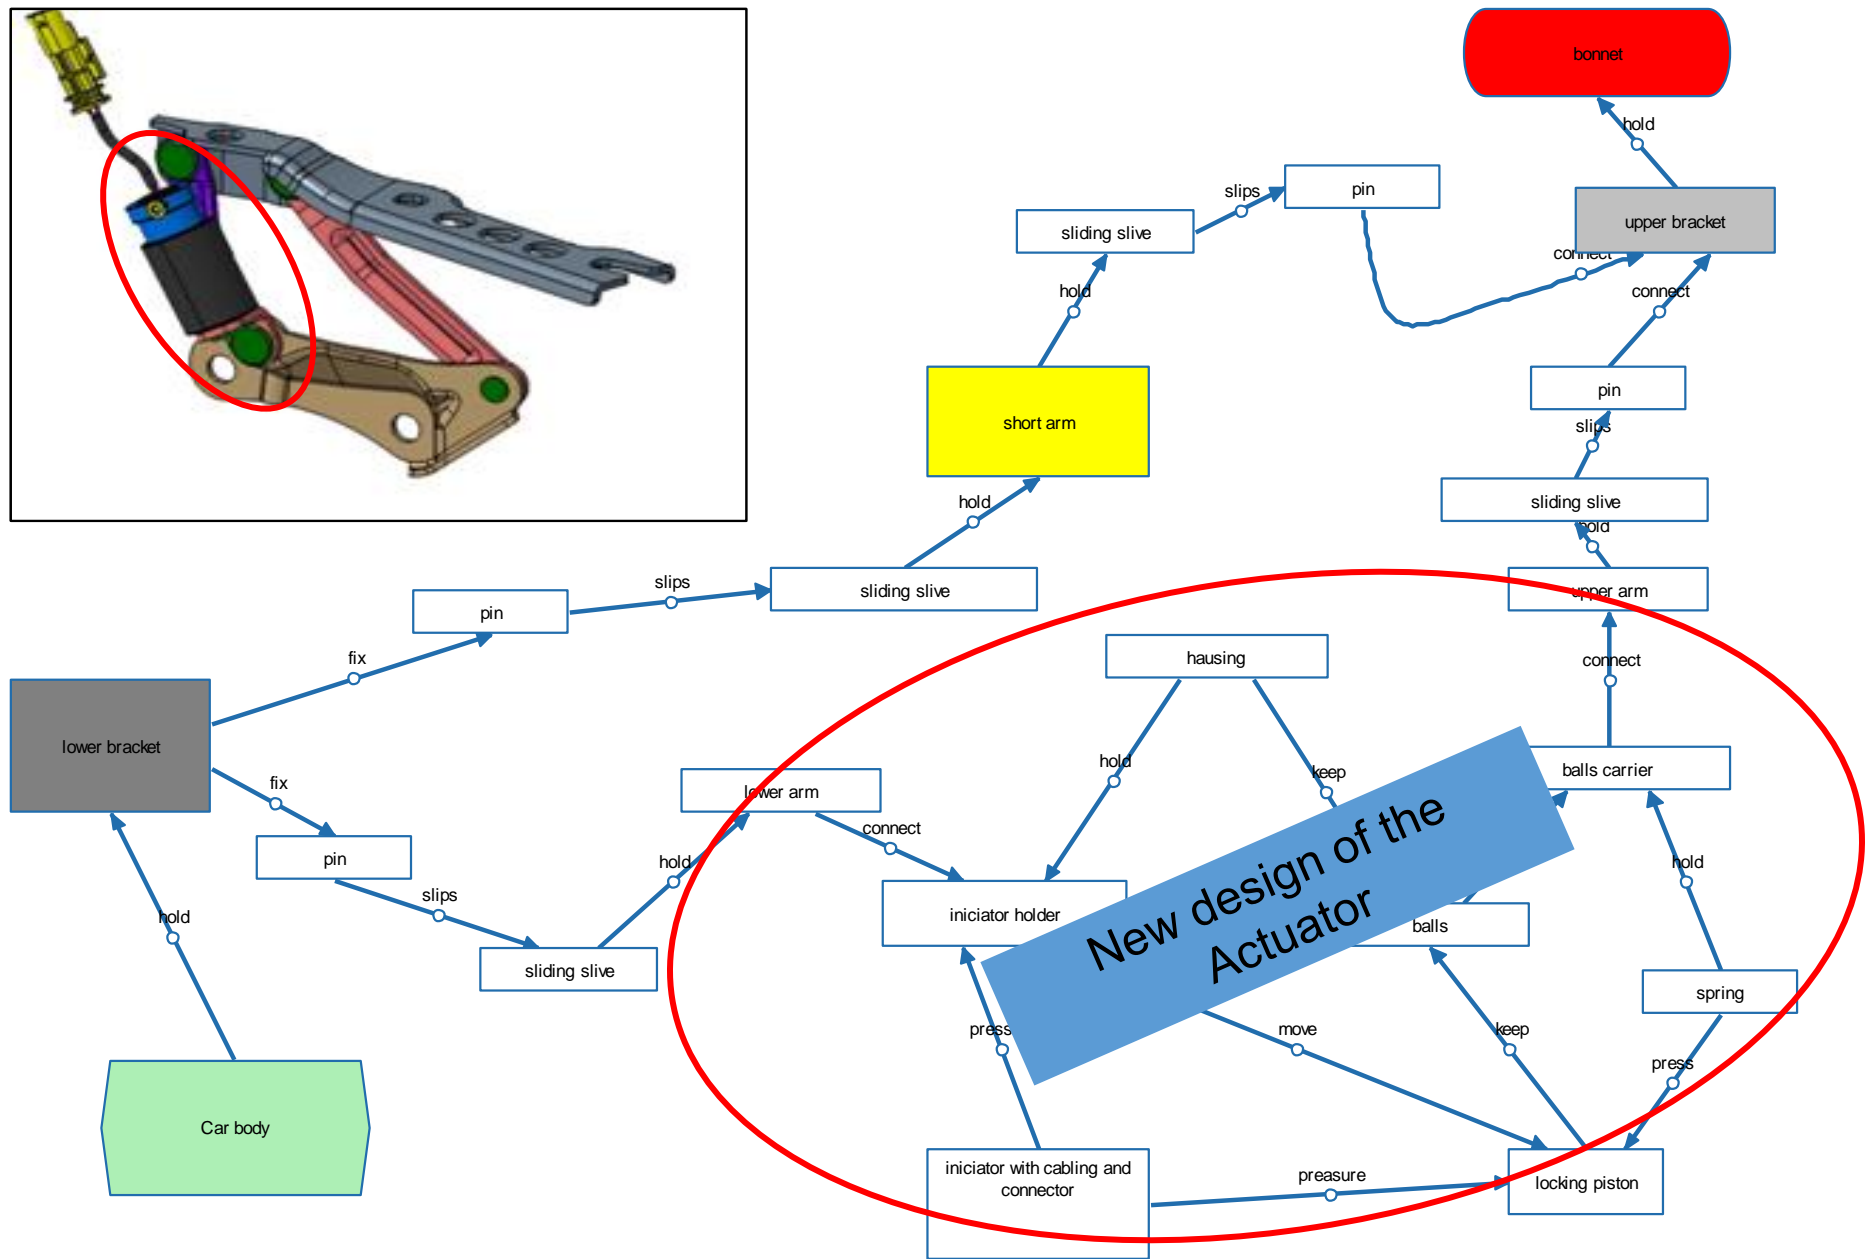 bonnet
hold
pin
slips
upper bracket
sliding slive
connect
hold
connect
pin
short arm
slips
hold
sliding slive
hold
slips
sliding slive
upper arm
pin
fix
hausing
connect
lower bracket
hold
keep
balls carrier
fix
lower arm
connect
New design of the
Actuator
pin
hold
hold
slips
iniciator holder
balls
hold
sliding slive
spring
press
move
keep
press
Car body
iniciator with cabling and
connector
preasure
locking piston